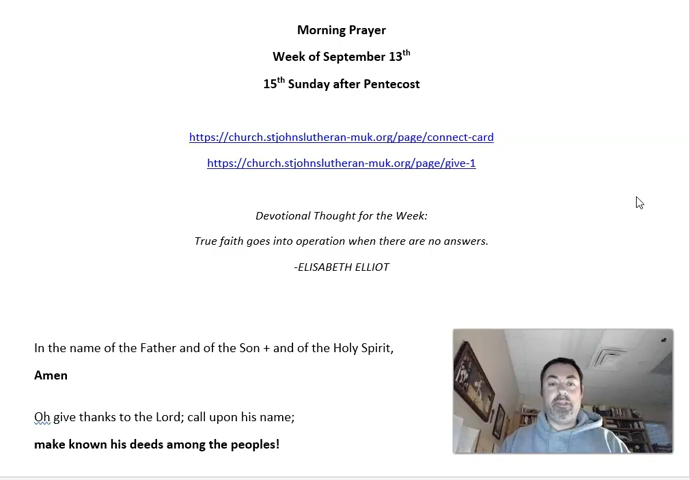 Morning Prayer
Week of September 13th
15th Sunday after Pentecost
https://church.stjohnslutheran-muk.org/page/connect-card
https://church.stjohnslutheran-muk.org/page/give-1
Devotional Thought for the Week:
True faith goes into operation when there are no answers.
-ELISABETH ELLIOT
In the name of the Father and of the Son + and of the Holy Spirit,
Amen
Oh give thanks to the Lord; call upon his name;
make known his deeds among the peoples!